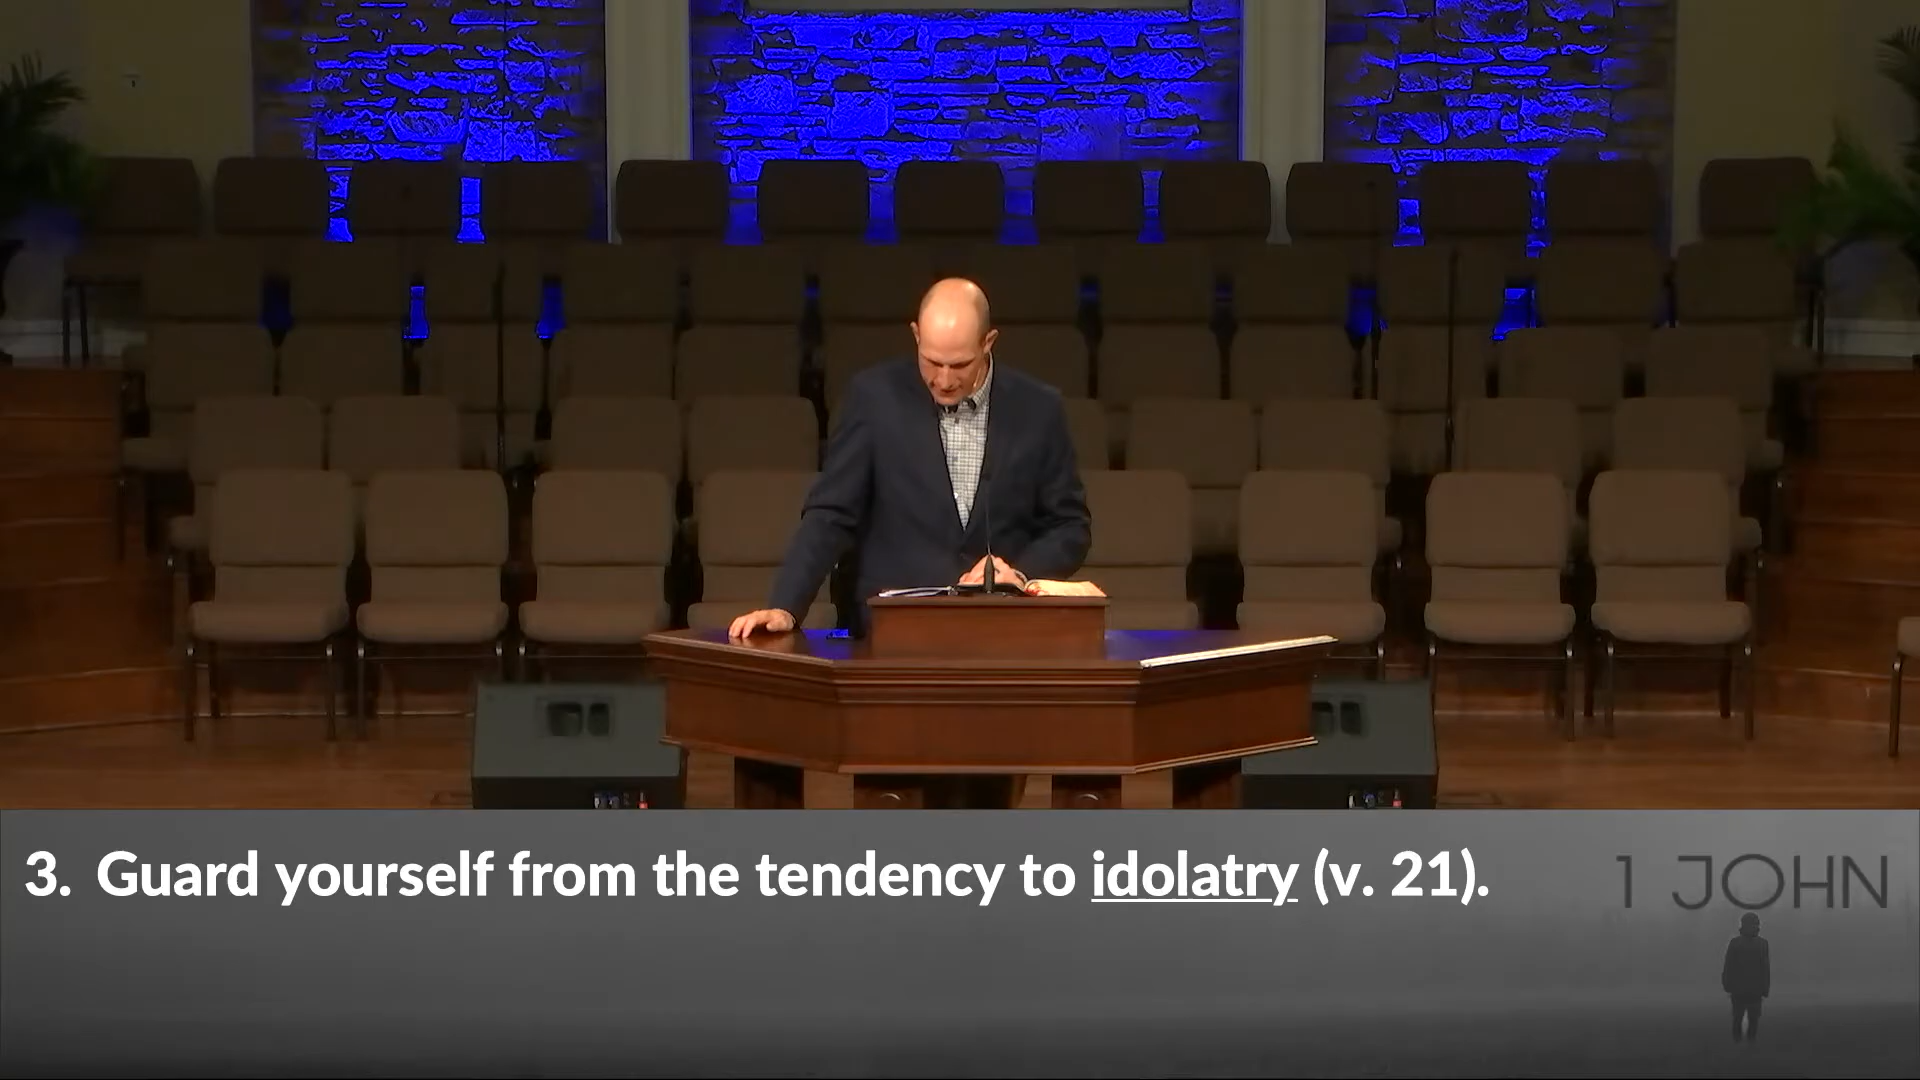 3. Guard yourself from the tendency to idolatry (v. 21).
1 JOHN